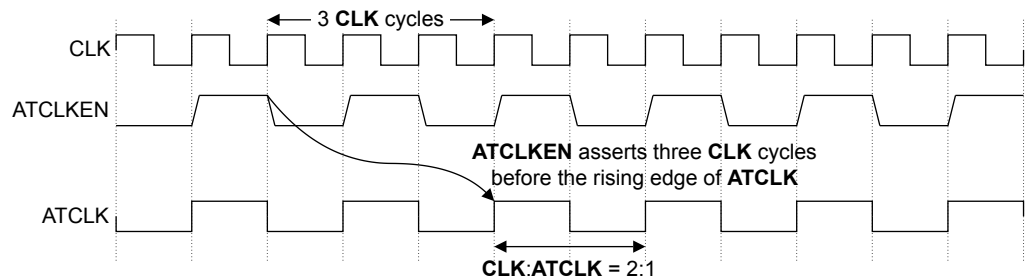 3 CLK cycles
CLK
ATCLKEN
ATCLKEN asserts three CLK cycles
before the rising edge of ATCLK
ATCLK
CLK:ATCLK = 2:1